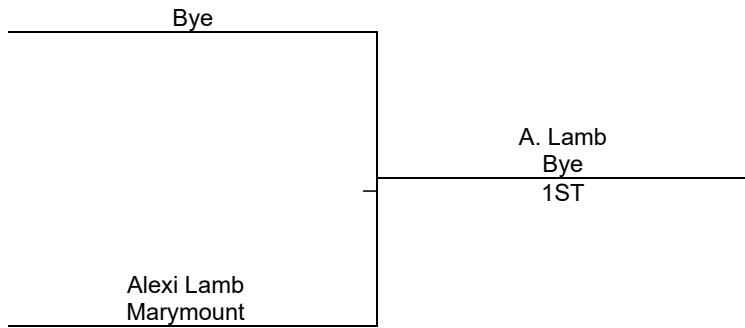 Bye
A. Lamb
Bye
1ST
Alexi Lamb
Marymount